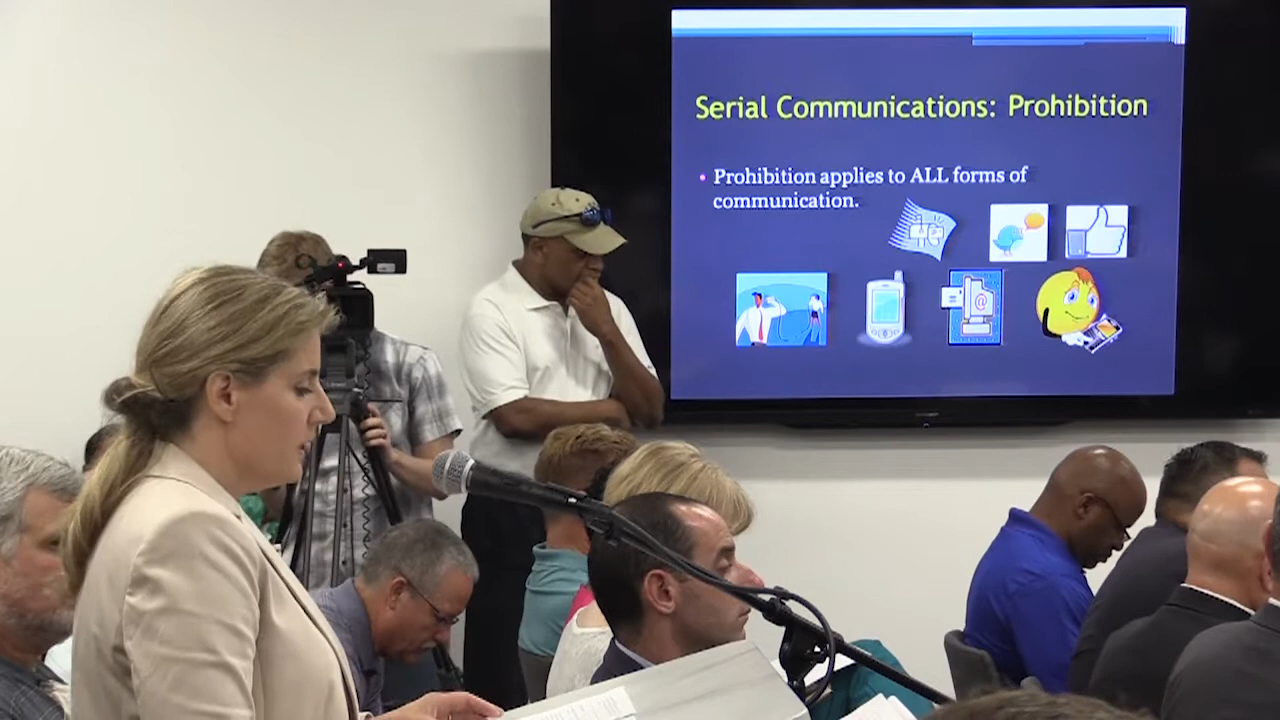 Serial Communications: Prohibition
• Prohibition applies to ALL forms of
communication.
@